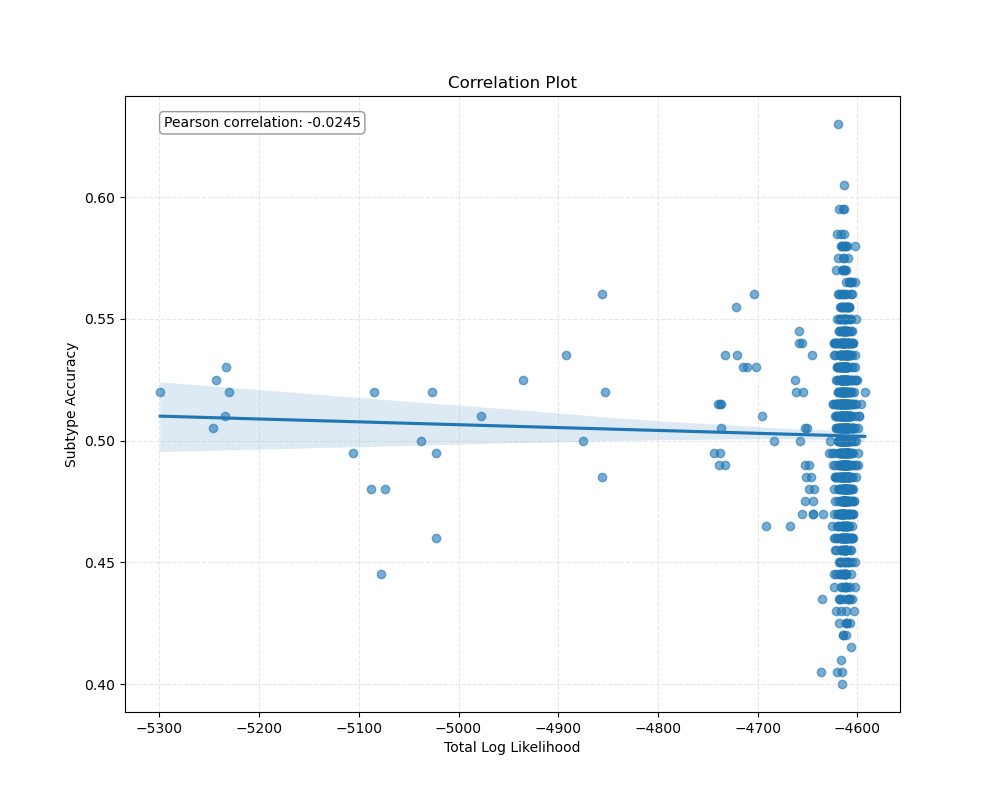 Correlation Plot
Pearson correlation: -0.0245
Subtype Accuracy
0.60
0.55
0.50
0.45
0.40
−5300 −5200 −5100 −5000 −4900 −4800 −4700 −4600
Total Log Likelihood